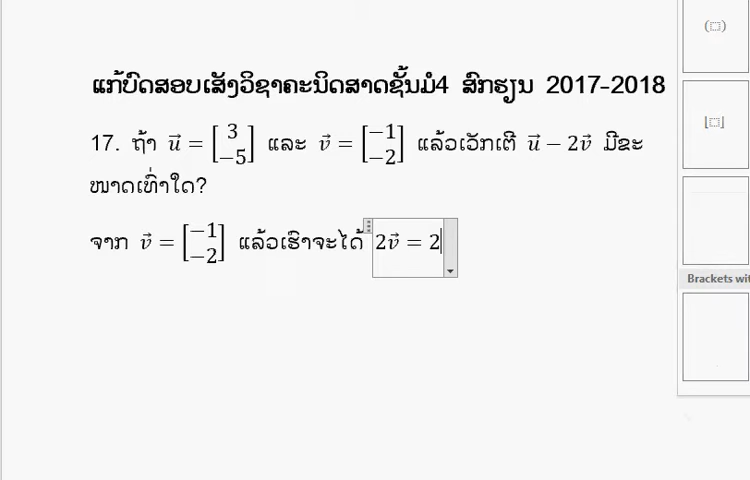 ແກ້ບົດສອບເສັງວິຊາຄະນິດສາດຊັ້ນມໍ4 ສົກຮຽນ 2017-2018
17. ຖ້າ u⃗ = [3 −5] ແລະ v⃗ = [−1 −2] ແລ້ວເວັກເຕີ u⃗ − 2v⃗ ມີຂະ
ໜາດເທົ່າໃດ?
ຈາກ v⃗ = [−1 −2] ແລ້ວເຮົາຈະໄດ້ 2v⃗ = 2
Brackets wi